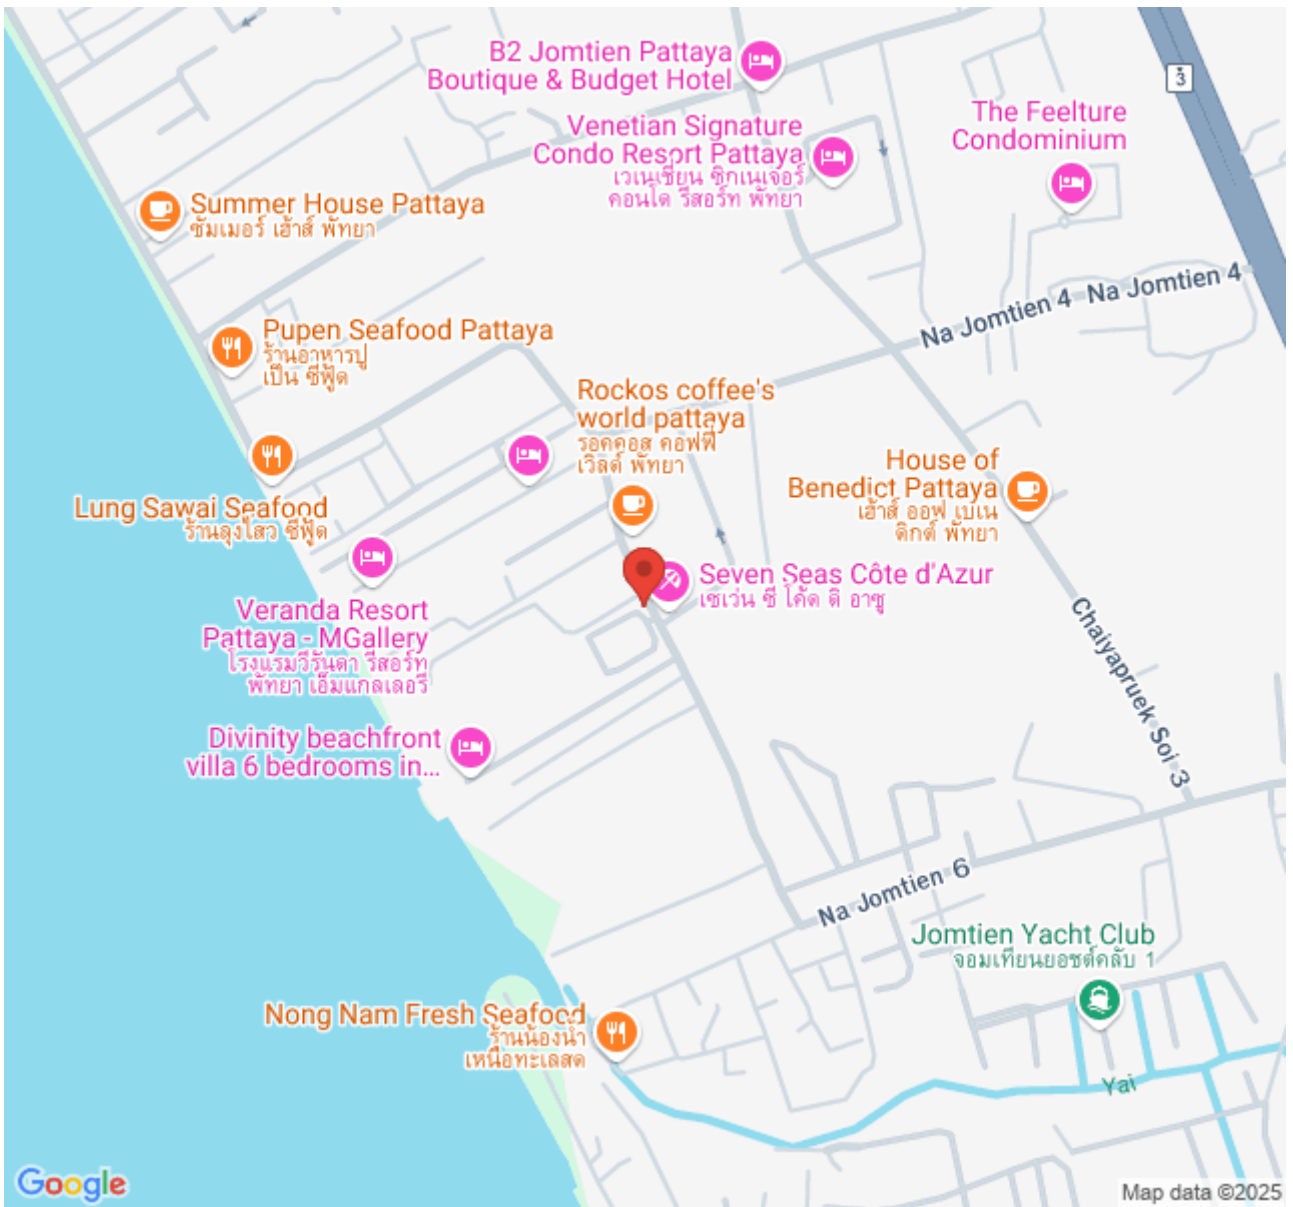 B2 Jomtien Pattaya
Boutique & Budget Hotel
3
The Feelture
Condominium
Venetian Signature
Condo Resort Pattaya
เวเนเชี่ยน ซิกเนเจอร์
คอนโด รีสอร์ท พัทยา
Summer House Pattaya
ซัมเมอร์ เฮ้าส์ พัทยา
Na Jomtien 4
Na Jomtien 4
Pupen Seafood Pattaya
ร้านอาหารปู
เป็น ซีฟู้ด
Rockos coffee's
world pattaya
รอคคอส คอฟฟี่
เวิลด์ พัทยา
House of
Benedict Pattaya
เฮ้าส์ ออฟ เบเน
ดิกต์ พัทยา
Lung Sawai Seafood
ร้านลุงไสว ซีฟู้ด
Seven Seas Côte d'Azur
เซเว่น ซี โค้ด ดิ อาซู
Veranda Resort
Pattaya - MGallery
โรงแรมวีรันดา รีสอร์ท
พัทยา เอ็มแกลเลอรี
Chaiyapruek Soi 3
Divinity beachfront
villa 6 bedrooms in...
Na Jomtien 6
Jomtien Yacht Club
จอมเทียนยอชต์คลับ 1
Nong Nam Fresh Seafood
ร้านน้องน้ำ
เหนือทะเลสด
Yai
Google
Map data ©2025